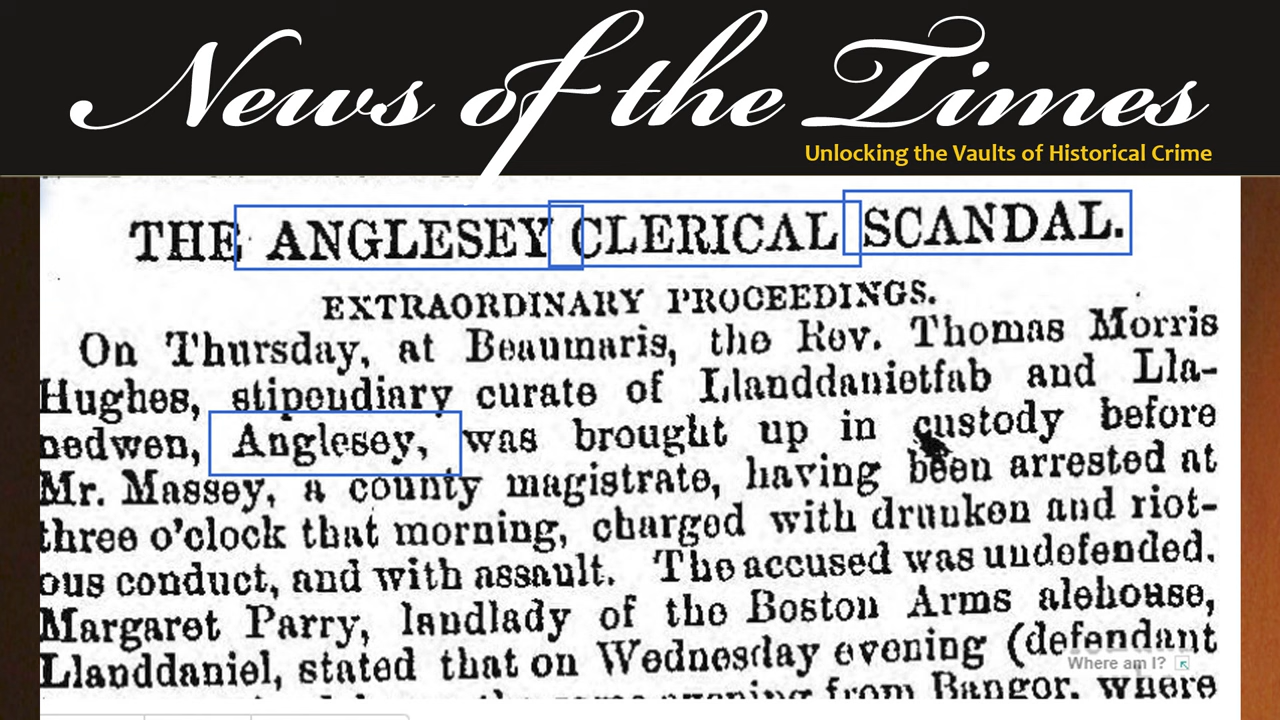 News of the Times
Unlocking the Vaults of Historical Crime
THE ANGLESEY CLERICAL SCANDAL.
EXTRAORDINARY PROCEEDINGS.
On Thursday, at Beaumaris, the Rev. Thomas Morris
Hughes, stipendiary curate of Llanddanietfab and Lla-
nedwen, Anglesey, was brought up in custody before
Mr. Massey, a county magistrate, having been arrested at
three o'clock that morning, charged with drunken and riot-
ous conduct, and with assault. The accused was undefended.
Margaret Parry, landlady of the Boston Arms alehouse,
Llanddaniel, stated that on Wednesday evening (defendant
Where am I?
the same evening from Bangor, where